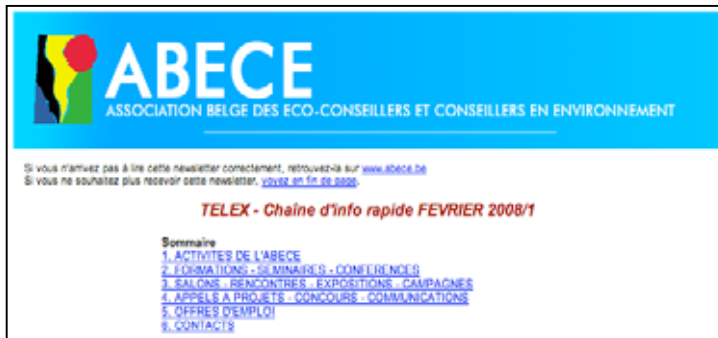 ABECE
ASSOCIATION BELGE DES ECO-CONSEILLERS ET CONSEILLERS EN ENVIRONNEMENT
Si vous n'arrivez pas à lire cette newsletter correctement, retrouvez-la sur www.abece.be
Si vous ne souhaitez plus recevoir cette newsletter, voyez en fin de page.
TELEX - Chaîne d'info rapide FEVRIER 2008/1
Sommaire
1. ACTIVITES DE L'ABECE
2. FORMATIONS - SEMINAIRES - CONFERENCES
3. SALONS - RENCONTRES - EXPOSITIONS - CAMPAGNES
4. APPELS A PROJETS - CONCOURS - COMMUNICATIONS
5. OFFRES D'EMPLOI
6. CONTACTS